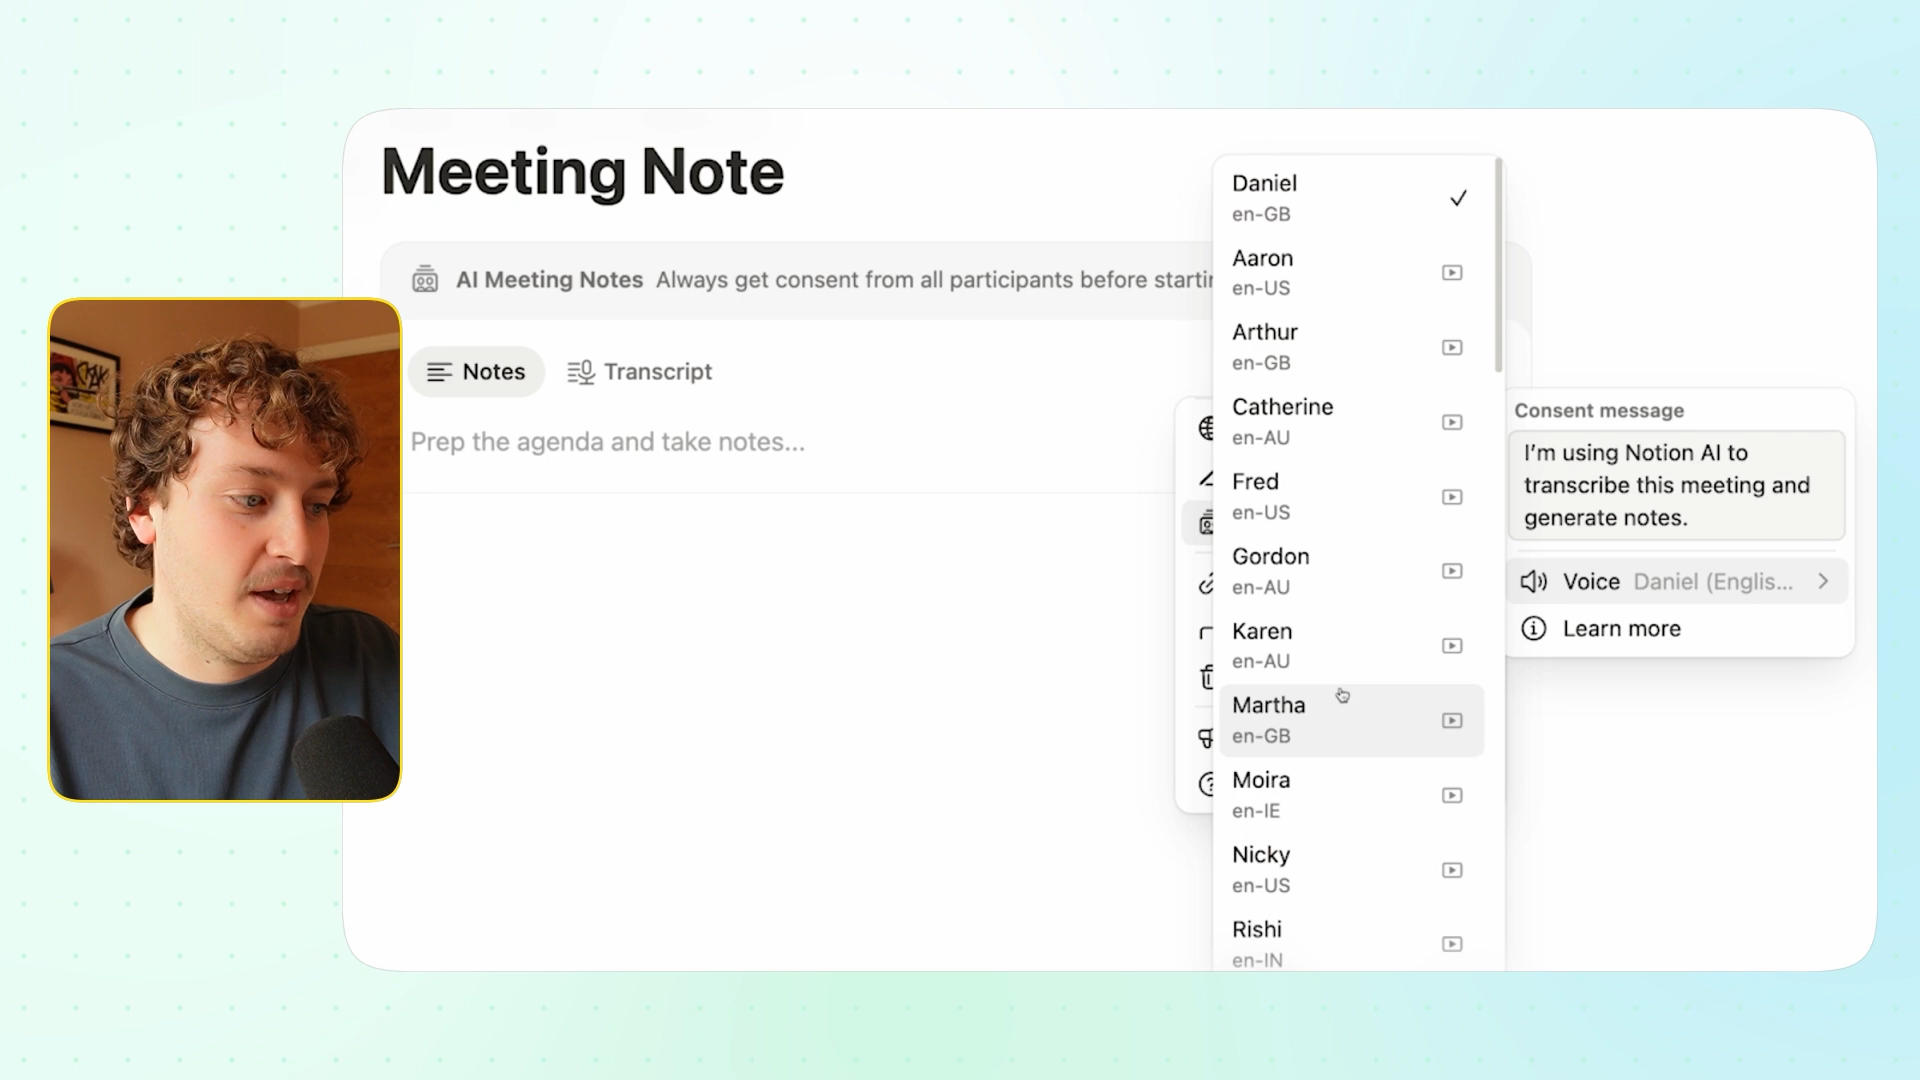 Meeting Note
AI Meeting Notes Always get consent from all participants before startin
Notes
Transcript
Prep the agenda and take notes...
Daniel
en-GB
Aaron
en-US
Arthur
en-GB
Catherine
en-AU
Fred
en-US
Gordon
en-AU
Karen
en-AU
Martha
en-GB
Moira
en-IE
Nicky
en-US
Rishi
en-IN
Consent message
I'm using Notion AI to
transcribe this meeting and
generate notes.
Voice Daniel (Englis...
Learn more